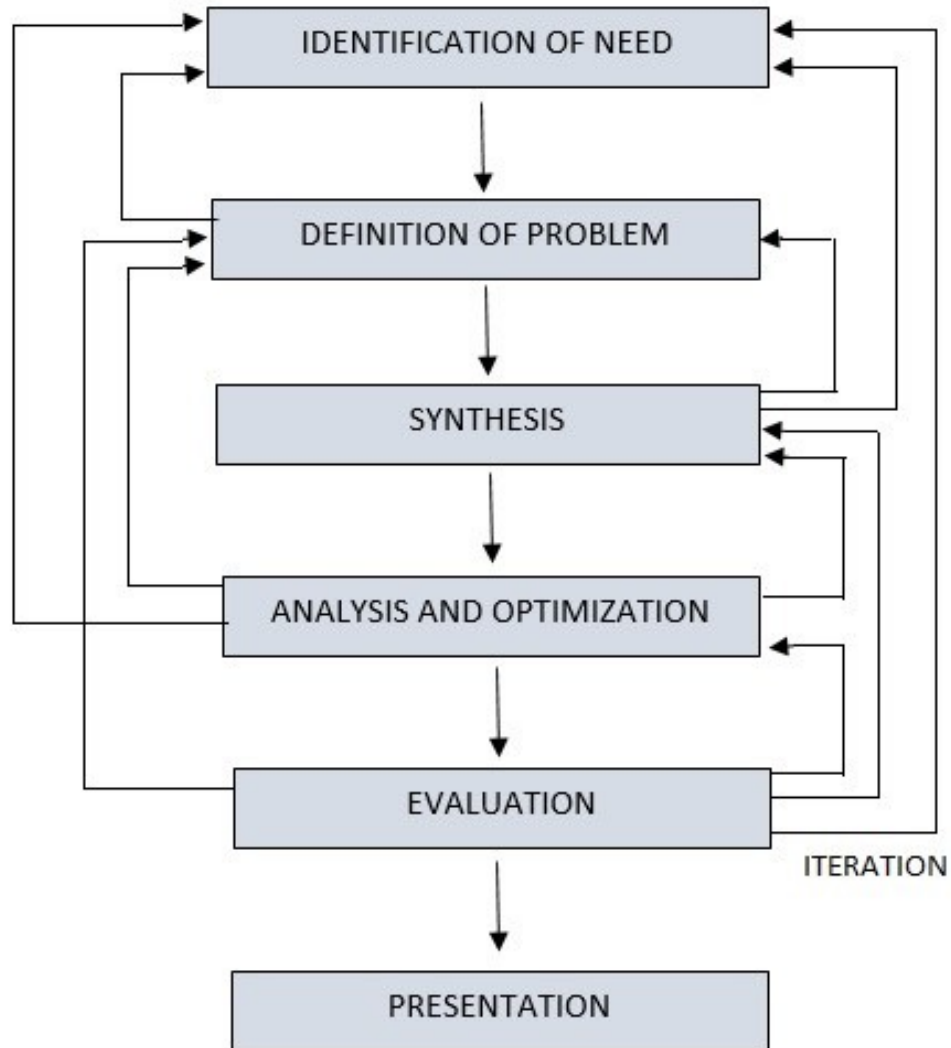 IDENTIFICATION OF NEED
DEFINITION OF PROBLEM
SYNTHESIS
ANALYSIS AND OPTIMIZATION
EVALUATION
ITERATION
PRESENTATION